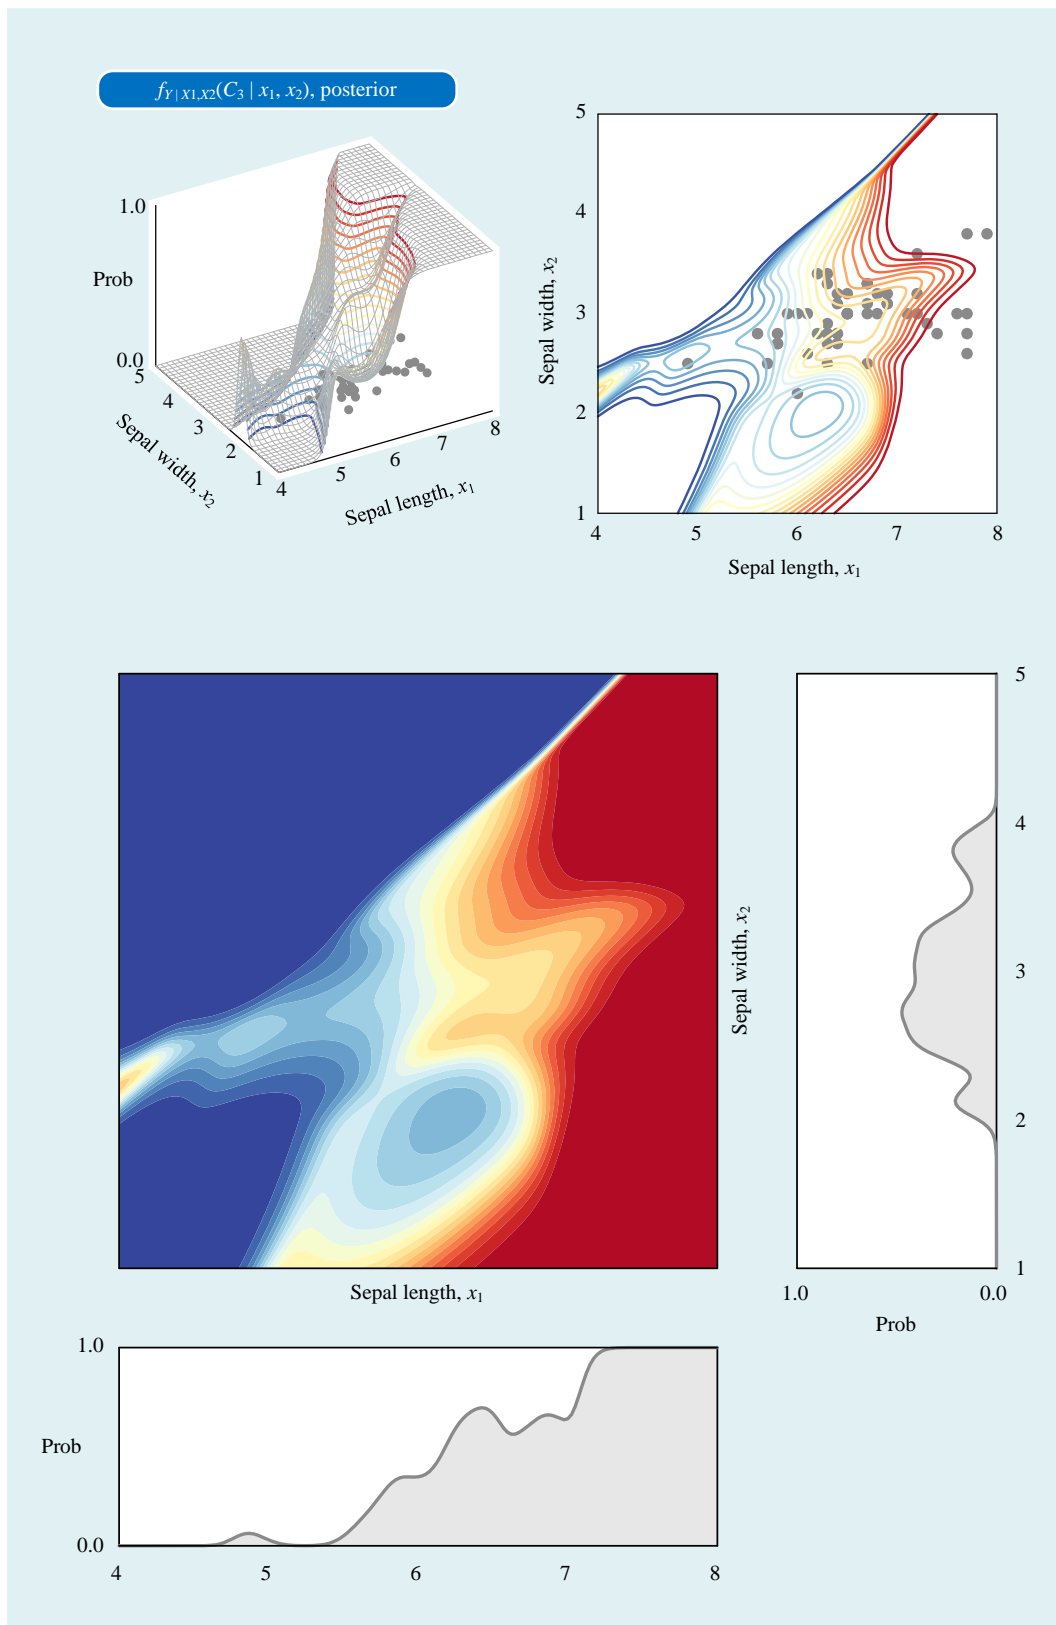 f_{Y | X1,X2}(C_3 | x_1, x_2), posterior
1.0
Prob
0.0
5
4
3
2
1
4
5
6
7
8
Sepal width, x_2
Sepal length, x_1
5
4
3
2
1
Sepal width, x_2
4 5 6 7 8
Sepal length, x_1
Sepal length, x_1
Sepal width, x_2
5
4
3
2
1
1.0 0.0
Prob
1.0
Prob
0.0
4 5 6 7 8